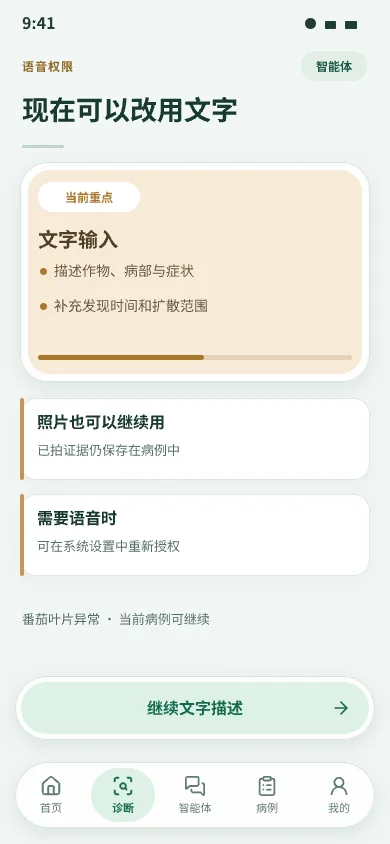 9:41
语音权限
智能体
现在可以改用文字
当前重点
文字输入
描述作物、病部与症状
补充发现时间和扩散范围
照片也可以继续用
已拍证据仍保存在病例中
需要语音时
可在系统设置中重新授权
番茄叶片异常 · 当前病例可继续
继续文字描述
首页
诊断
智能体
病例
我的